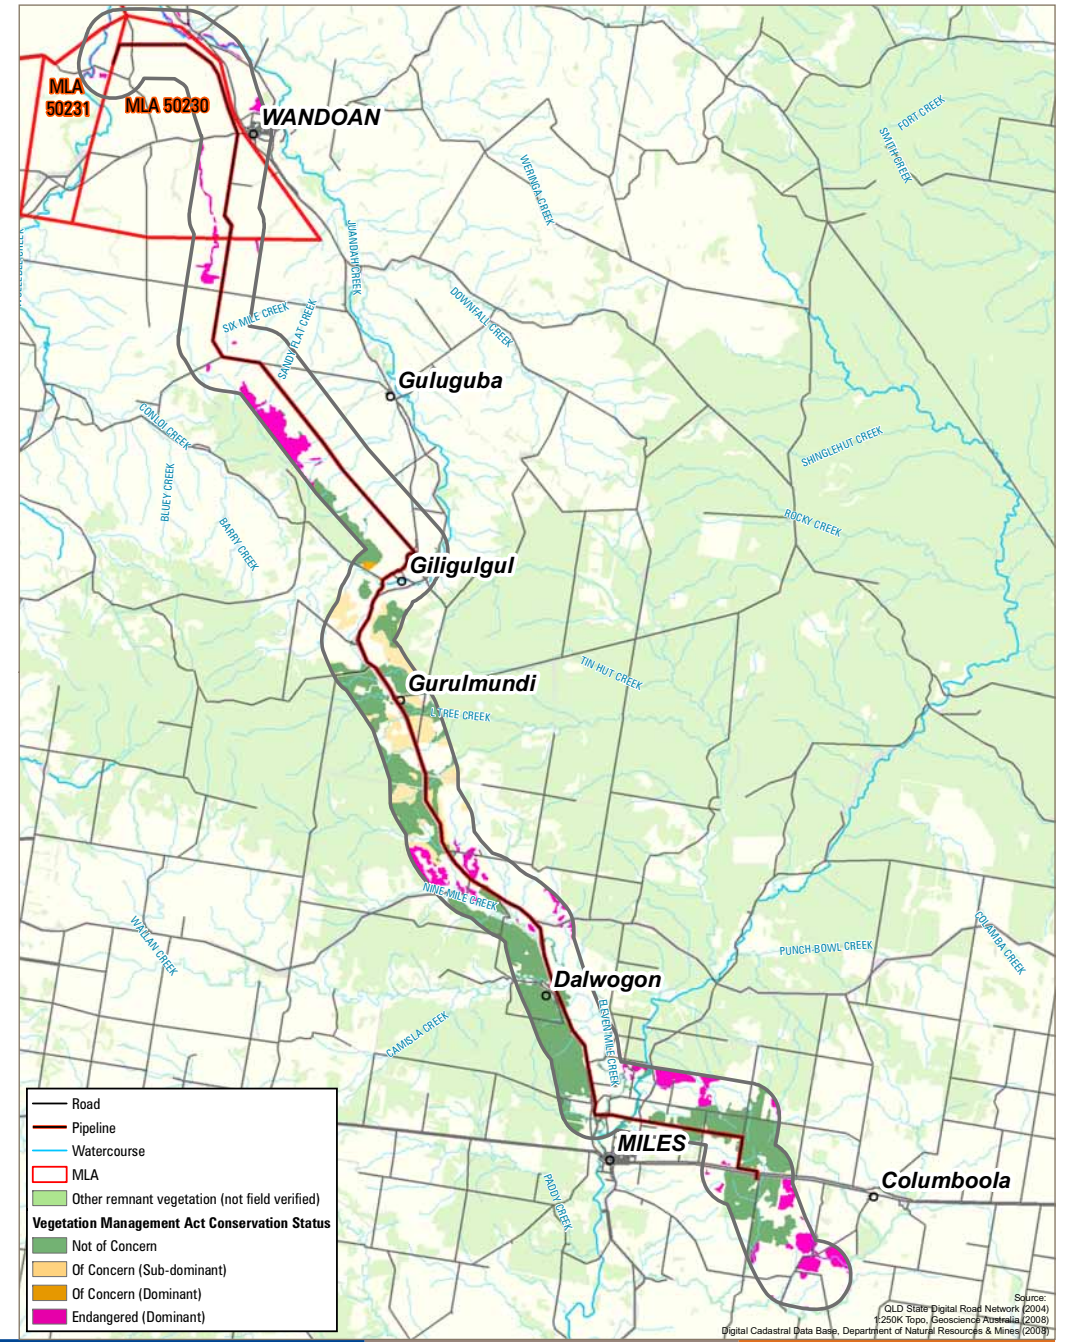 MLA
50231
MLA 50230
WANDOAN
FORT CREEK
SMITH CREEK
WERINGA CREEK
JUANDAH CREEK
DOWNFALL CREEK
SIX MILE CREEK
SANDY FLAT CREEK
Guluguba
CONLOI CREEK
SHINGLEHUT CREEK
BLUEY CREEK
BARRY CREEK
ROCKY CREEK
Giligulgul
TIN HUT CREEK
Gurulmundi
L TREE CREEK
NINE MILE CREEK
WALLAN CREEK
PUNCH-BOWL CREEK
COLAMBA CREEK
Dalwogon
CAMISLA CREEK
ELEVEN MILE CREEK
MILES
PADDY CREEK
Columboola
Road
Pipeline
Watercourse
MLA
Other remnant vegetation (not field verified)
Vegetation Management Act Conservation Status
Not of Concern
Of Concern (Sub-dominant)
Of Concern (Dominant)
Endangered (Dominant)
Source:
QLD State Digital Road Network (2004)
1:250K Topo, Geoscience Australia (2008)
Digital Cadastral Data Base, Department of Natural Resources & Mines (2008)